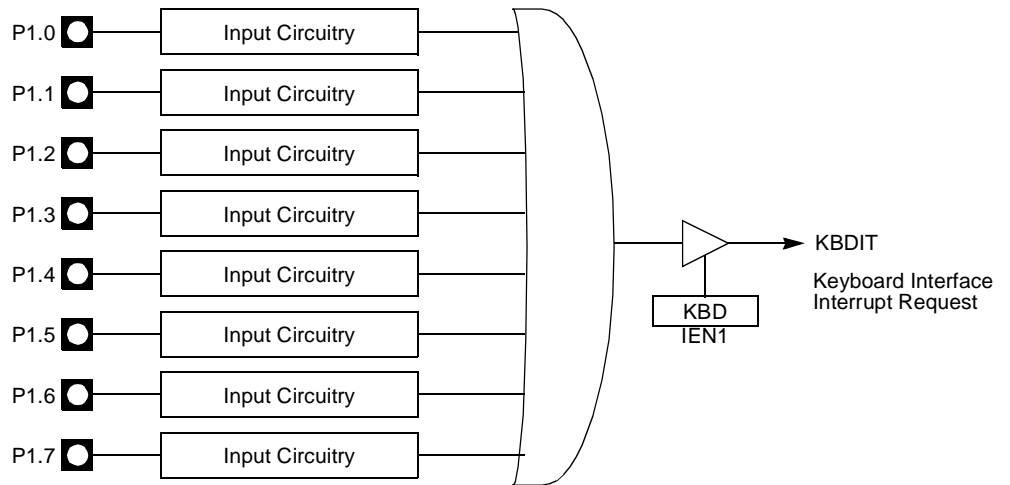 P1.0 Input Circuitry
P1.1 Input Circuitry
P1.2 Input Circuitry
P1.3 Input Circuitry
P1.4 Input Circuitry
P1.5 Input Circuitry
P1.6 Input Circuitry
P1.7 Input Circuitry
KBDIT
Keyboard Interface
Interrupt Request
KBD
IEN1